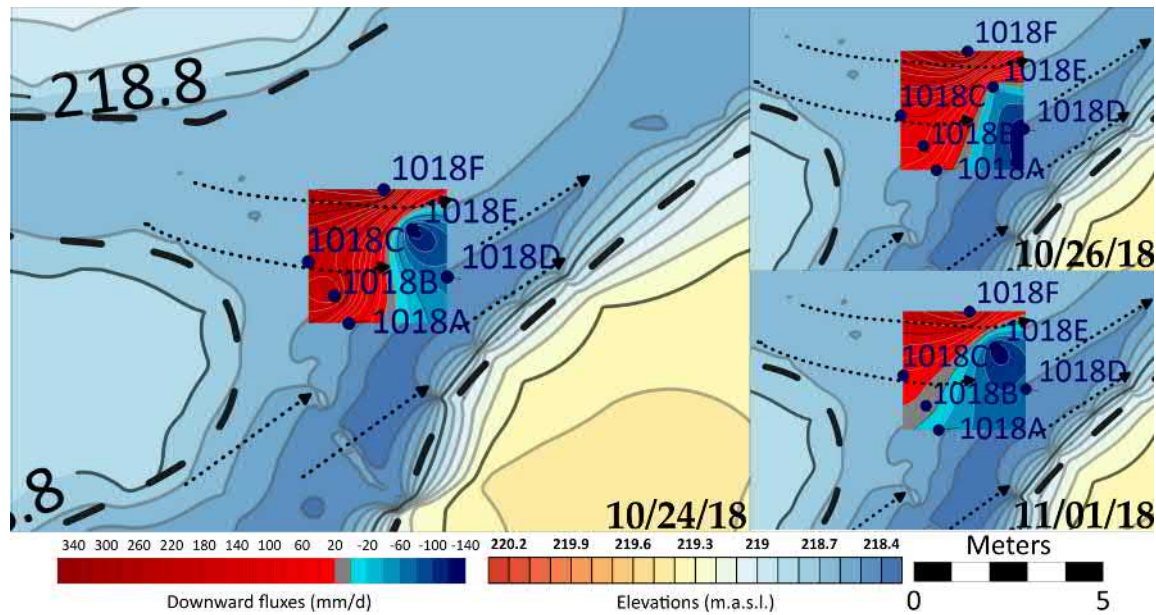 218.8
.8
1018F
1018E
1018C
1018D
1018B
1018A
10/24/18
1018F
1018E
1018C
1018D
1018B
1018A
10/26/18
1018F
1018E
1018C
1018D
1018B
1018A
11/01/18
340 300 260 220 180 140 100 60 20 -20 -60 -100 -140
Downward fluxes (mm/d)
220.2 219.9 219.6 219.3 219 218.7 218.4
Elevations (m.a.s.l.)
Meters
0 5